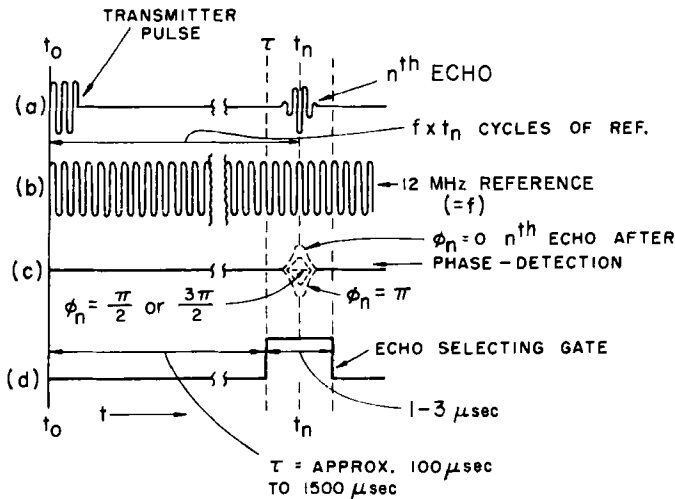 TRANSMITTER
PULSE
t₀
τ
tₙ
nᵗʰ ECHO
(a)
f x tₙ CYCLES OF REF.
(b)
12 MHz REFERENCE
(=f)
ϕₙ=0 nᵗʰ ECHO AFTER
PHASE-DETECTION
(c)
ϕₙ= π/2 or 3π/2
ϕₙ=π
ECHO SELECTING GATE
(d)
1-3 μsec
t₀
t
tₙ
τ = APPROX. 100 μsec
TO 1500 μsec